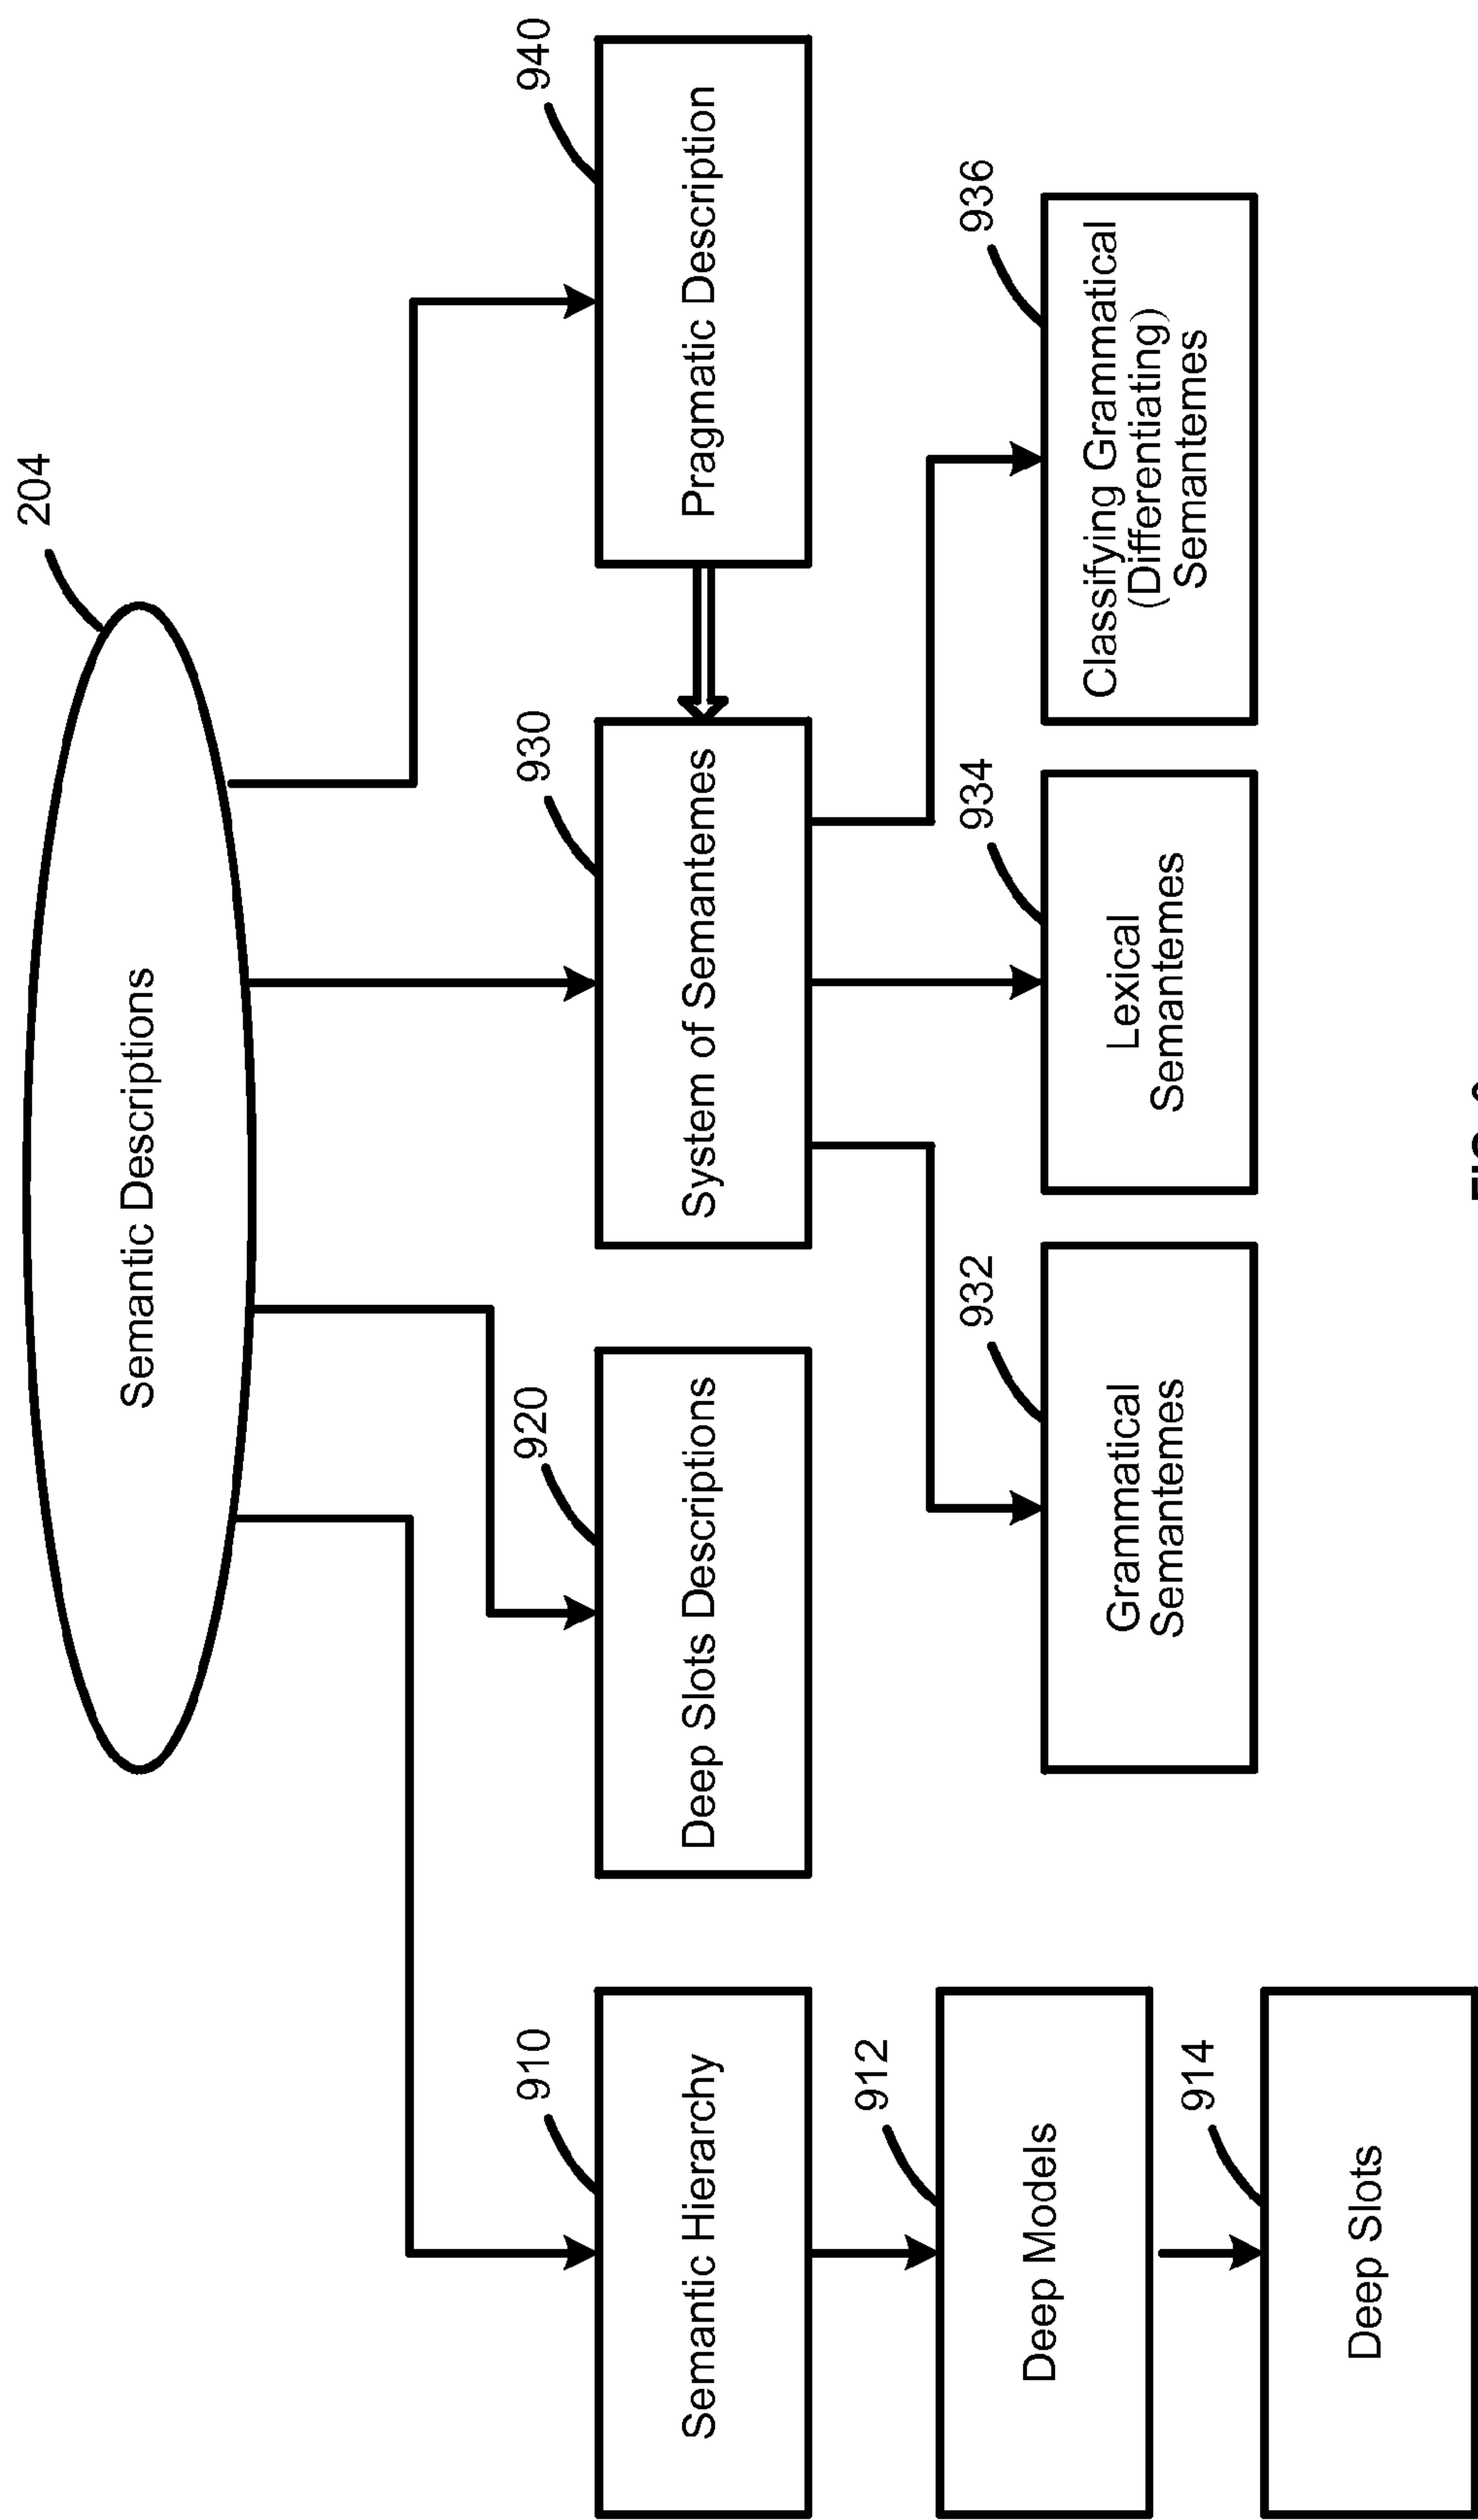 204
Semantic Descriptions
910
920
930
940
Semantic Hierarchy
Deep Slots Descriptions
System of Semantemes
Pragmatic Description
912
932
934
936
Deep Models
Grammatical
Semantemes
Lexical
Semantemes
Classifying Grammatical
(Differentiating)
Semantemes
914
Deep Slots